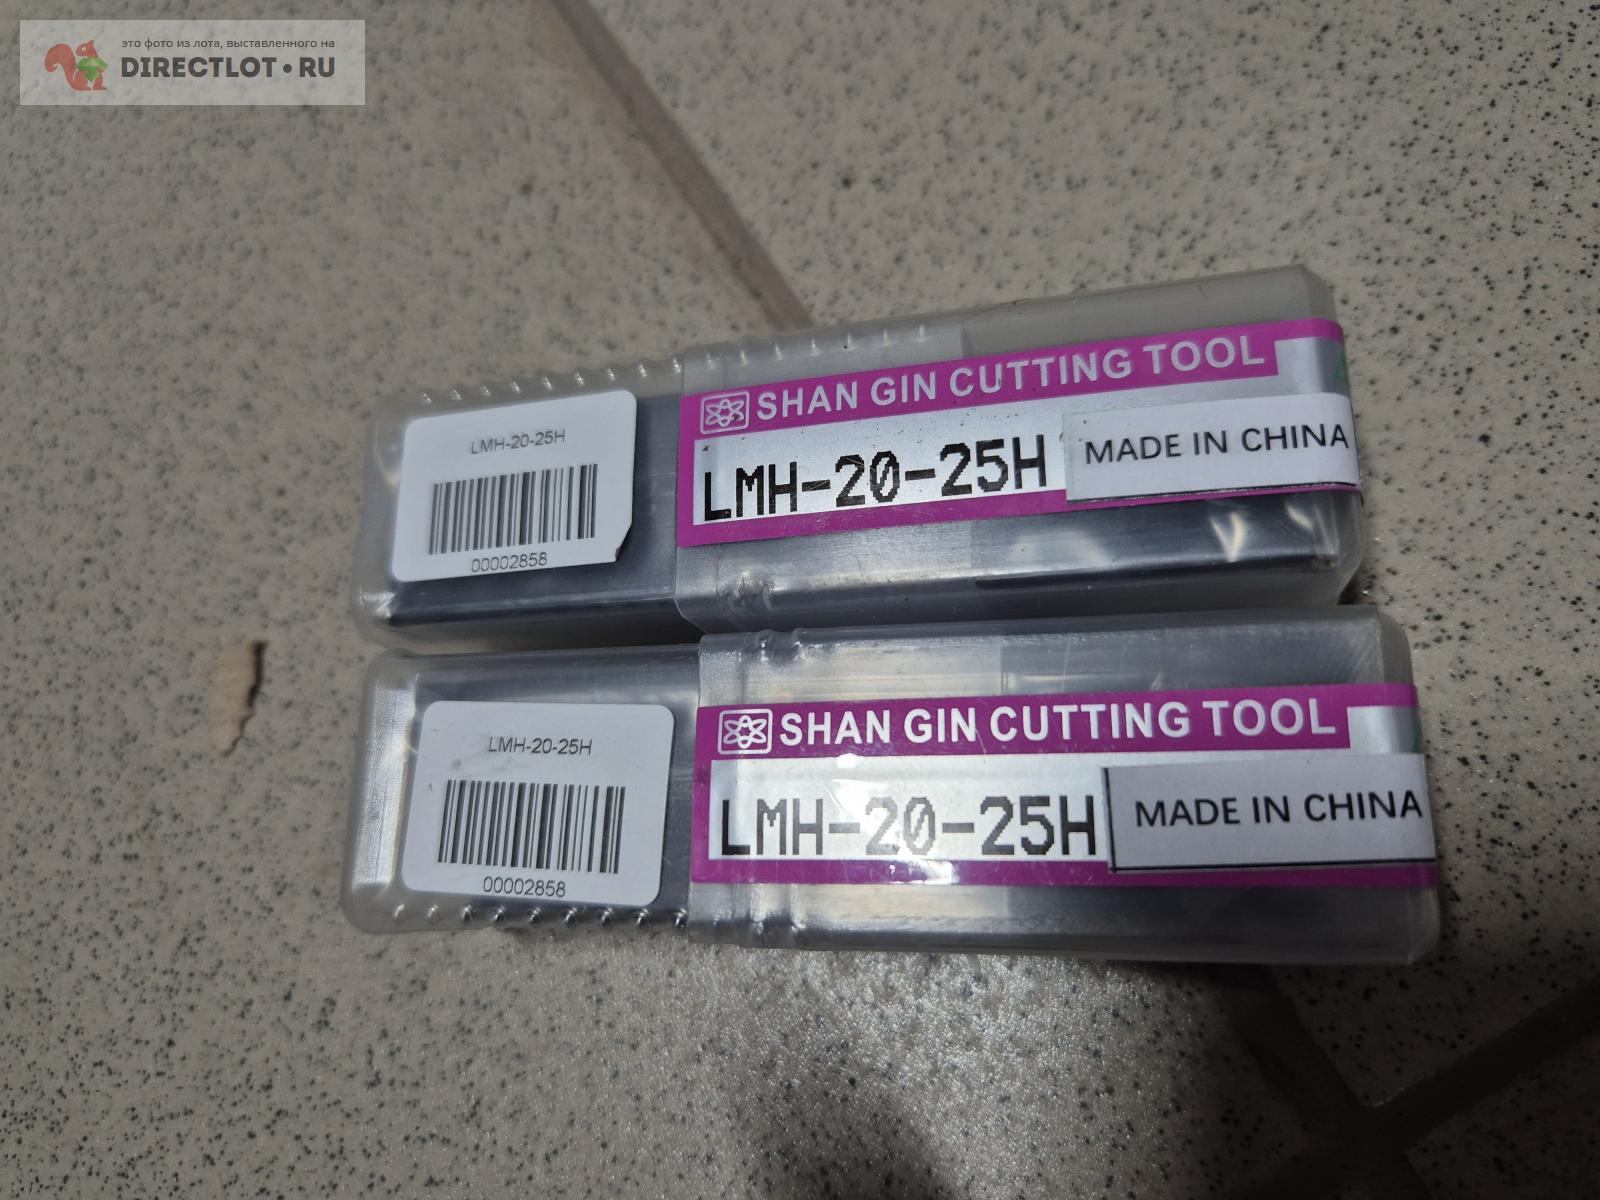 это фото из лота, выставленного на
DIRECTLOT•RU
SHAN GIN CUTTING TOOL
LMH-20-25H
MADE IN CHINA
LMH-20-25H
00002858
SHAN GIN CUTTING TOOL
LMH-20-25H
MADE IN CHINA
LMH-20-25H
00002858